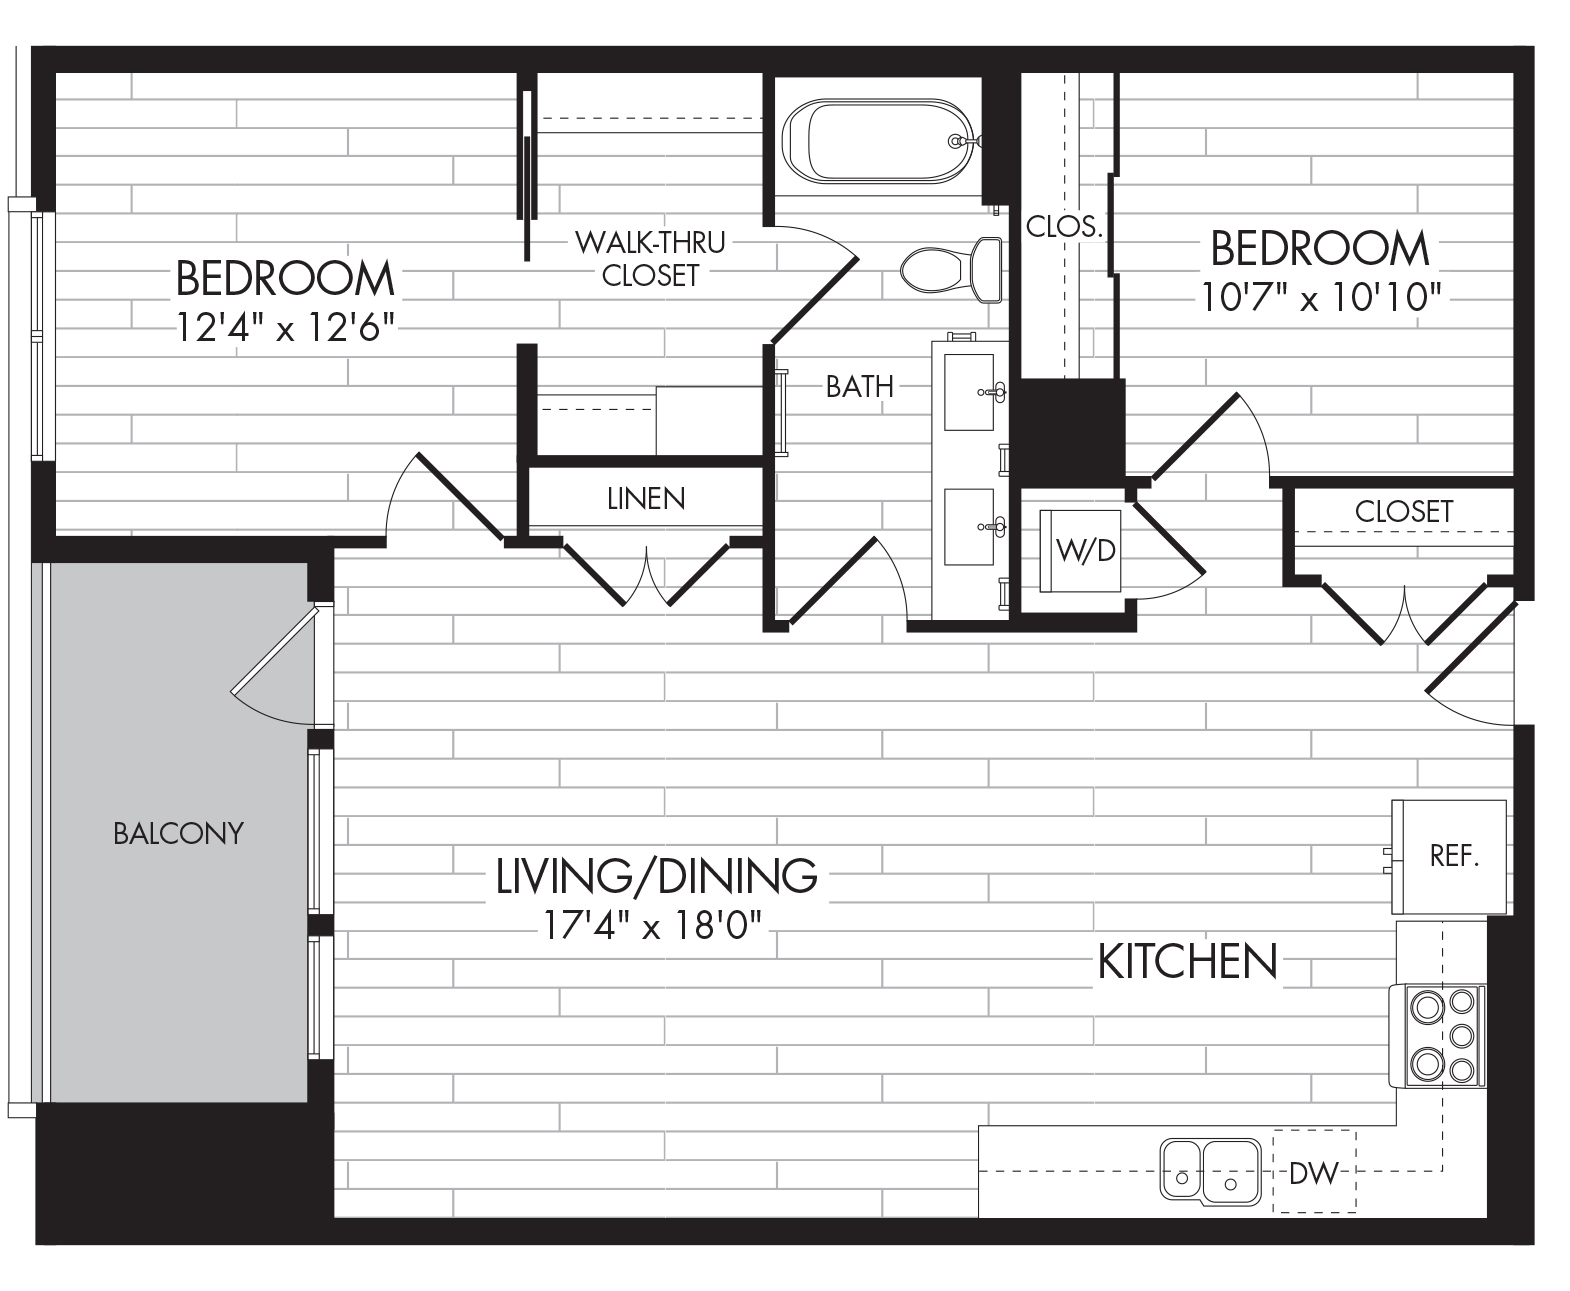 BEDROOM
12'4" x 12'6"
WALK-THRU
CLOSET
CLOS.
BEDROOM
10'7" x 10'10"
BATH
LINEN
W/D
CLOSET
BALCONY
LIVING/DINING
17'4" x 18'0"
REF.
KITCHEN
DW